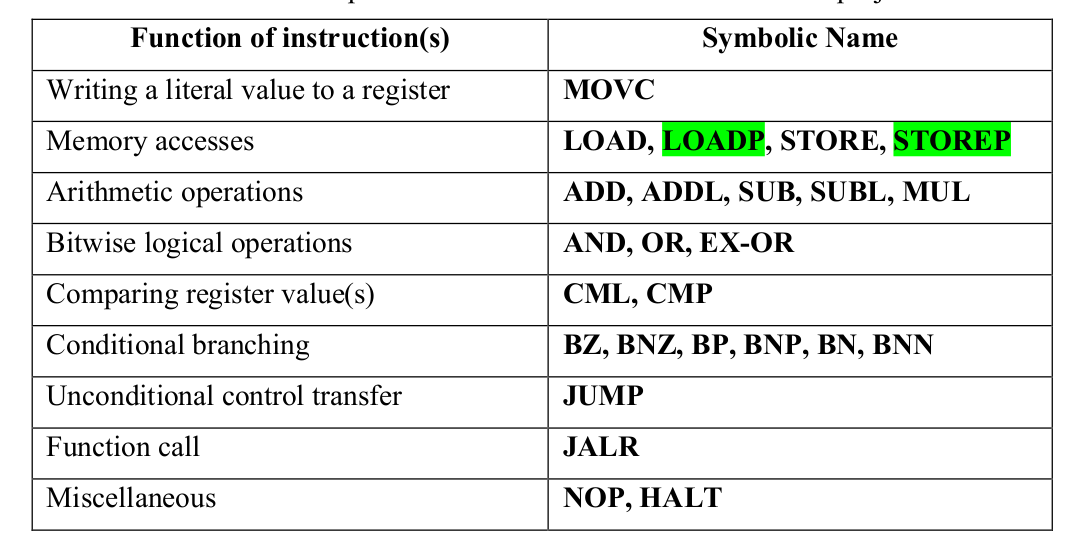 Function of instruction(s) Symbolic Name
Writing a literal value to a register MOVC
Memory accesses LOAD, LOADP, STORE, STOREP
Arithmetic operations ADD, ADDL, SUB, SUBL, MUL
Bitwise logical operations AND, OR, EX-OR
Comparing register value(s) CML, CMP
Conditional branching BZ, BNZ, BP, BNP, BN, BNN
Unconditional control transfer JUMP
Function call JALR
Miscellaneous NOP, HALT